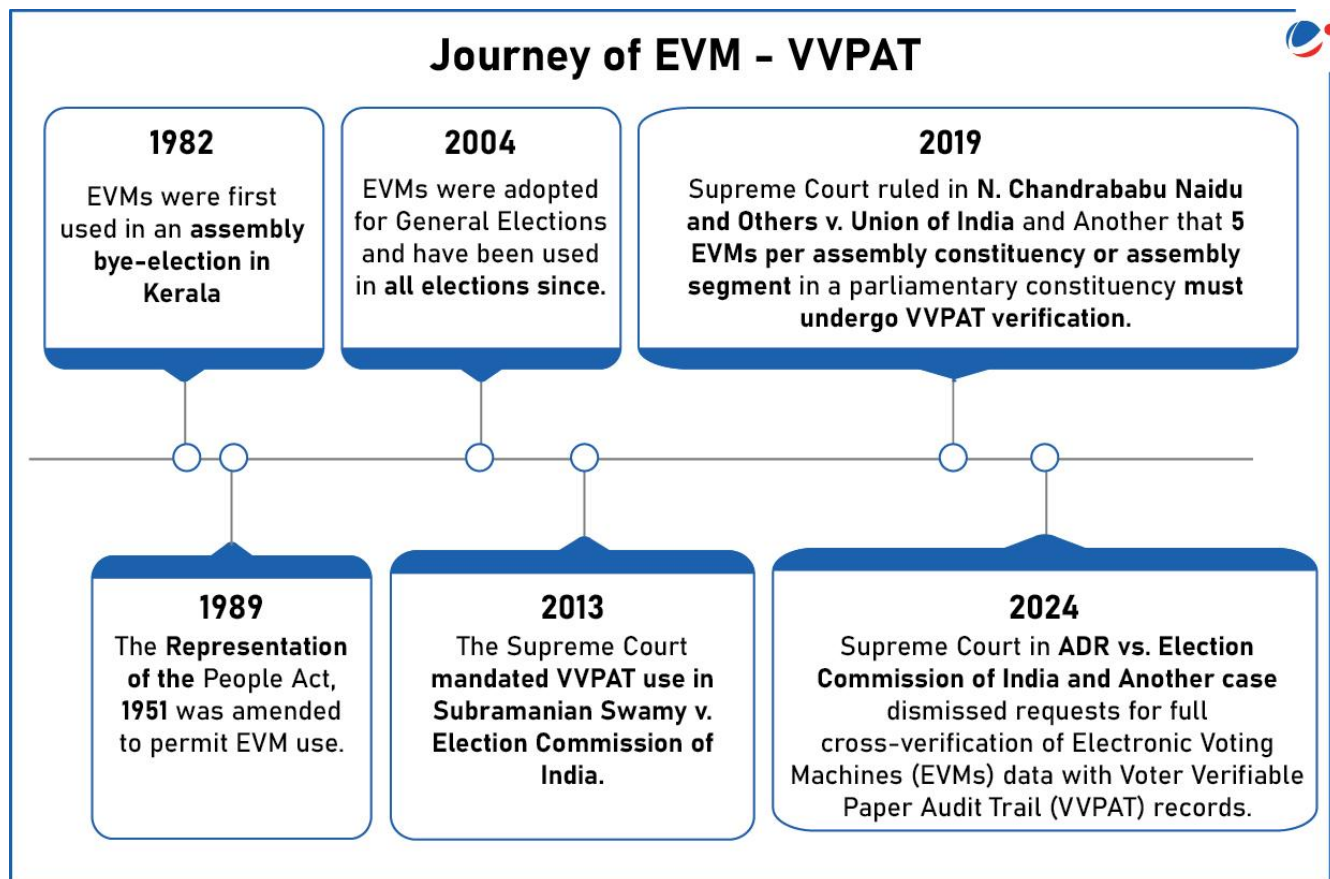 Journey of EVM - VVPAT
1982
EVMs were first
used in an assembly
bye-election in
Kerala
2004
EVMs were adopted
for General Elections
and have been used
in all elections since.
2019
Supreme Court ruled in N. Chandrababu Naidu
and Others v. Union of India and Another that 5
EVMs per assembly constituency or assembly
segment in a parliamentary constituency must
undergo VVPAT verification.
1989
The Representation
of the People Act,
1951 was amended
to permit EVM use.
2013
The Supreme Court
mandated VVPAT use in
Subramanian Swamy v.
Election Commission of
India.
2024
Supreme Court in ADR vs. Election
Commission of India and Another case
dismissed requests for full
cross-verification of Electronic Voting
Machines (EVMs) data with Voter Verifiable
Paper Audit Trail (VVPAT) records.